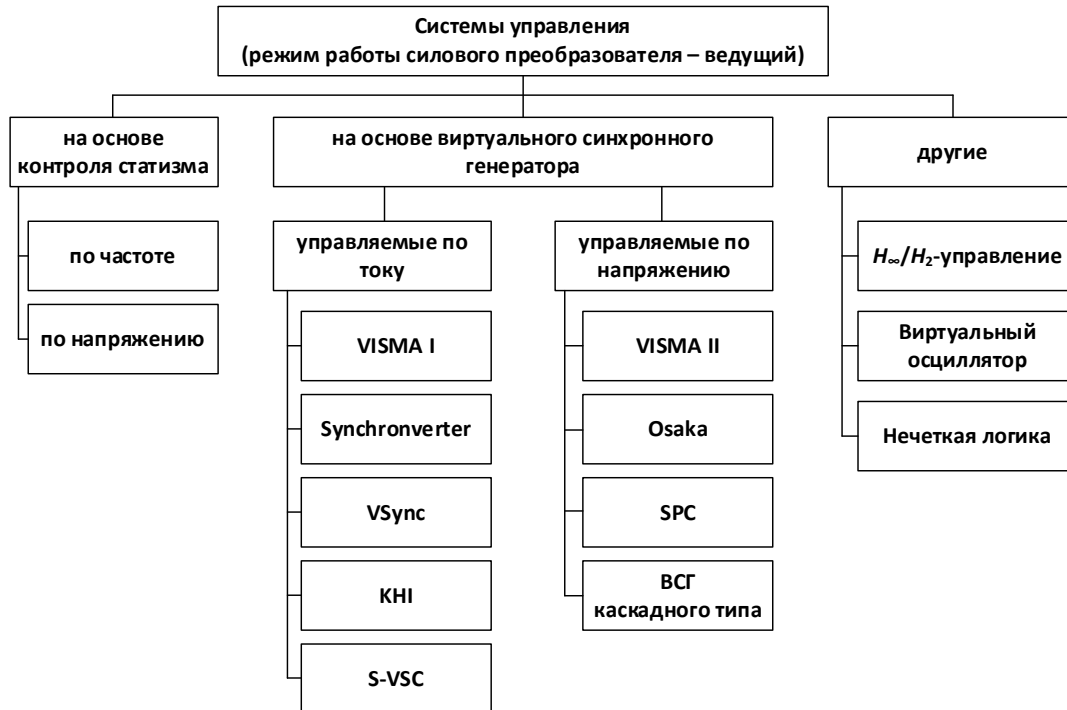 Системы управления
(режим работы силового преобразователя – ведущий)
на основе
контроля статизма
по частоте
по напряжению
на основе виртуального синхронного
генератора
управляемые по
току
VISMA I
Synchronverter
VSync
KHI
S-VSC
управляемые по
напряжению
VISMA II
Osaka
SPC
ВСГ
каскадного типа
другие
H∞/H₂-управление
Виртуальный
осциллятор
Нечеткая логика